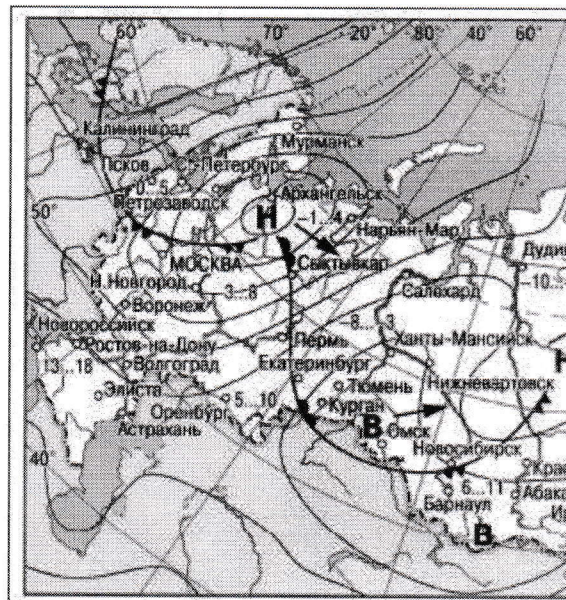 60° 70° 20° 80° 40° 60°
Калининград
Мурманск
Псков Петербург
0...5
Архангельск
Петрозаводск
50°
Н -1...4
Нарьян-Мар
МОСКВА
Сыктывкар
Дуди
Н.Новгород
-3...8
Салехард
-10...
Воронеж
Новороссийск
-8...-3
Ростов-на-Дону
Пермь
Ханты-Мансийск
13...18
Волгоград
Екатеринбург
Н
Элиста
5...10
Тюмень
Нижневартовск
Оренбург
Курган
Астрахань
В
Омск
40
Новосибирск
Крас
6...11
Абака
Барнаул
В